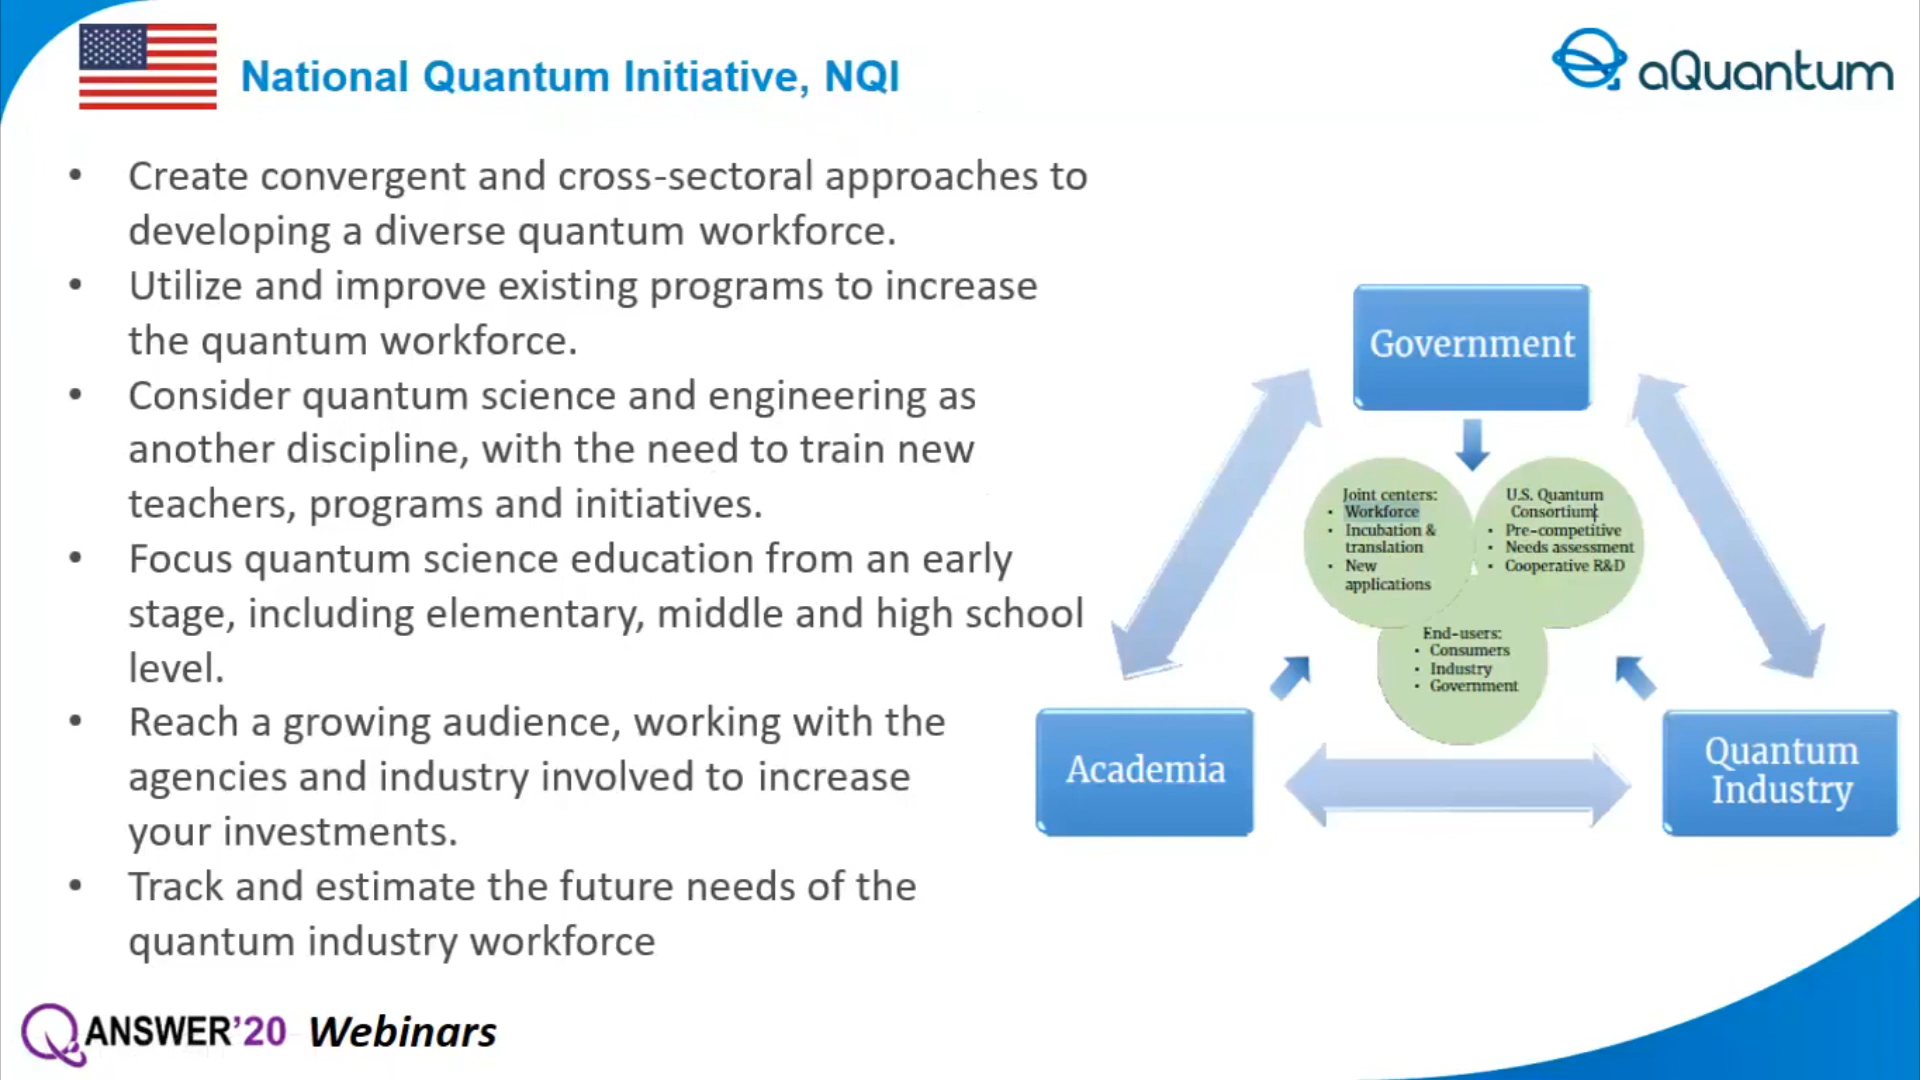 National Quantum Initiative, NQI
aQuantum
• Create convergent and cross-sectoral approaches to
developing a diverse quantum workforce.
• Utilize and improve existing programs to increase
the quantum workforce.
• Consider quantum science and engineering as
another discipline, with the need to train new
teachers, programs and initiatives.
• Focus quantum science education from an early
stage, including elementary, middle and high school
level.
• Reach a growing audience, working with the
agencies and industry involved to increase
your investments.
• Track and estimate the future needs of the
quantum industry workforce
Government
Joint centers:
• Workforce
• Incubation &
translation
• New
applications
U.S. Quantum
Consortium:
• Pre-competitive
• Needs assessment
• Cooperative R&D
End-users:
• Consumers
• Industry
• Government
Academia
Quantum
Industry
QANSWER'20 Webinars